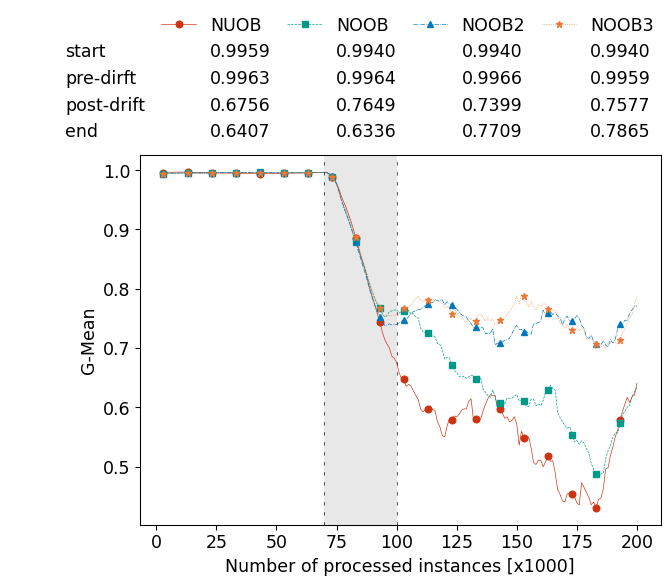 NUOB NOOB NOOB2 NOOB3
start 0.9959 0.9940 0.9940 0.9940
pre-dirft 0.9963 0.9964 0.9966 0.9959
post-drift 0.6756 0.7649 0.7399 0.7577
end 0.6407 0.6336 0.7709 0.7865
1.0
0.9
0.8
0.7
0.6
0.5
G-Mean
0 25 50 75 100 125 150 175 200
Number of processed instances [x1000]